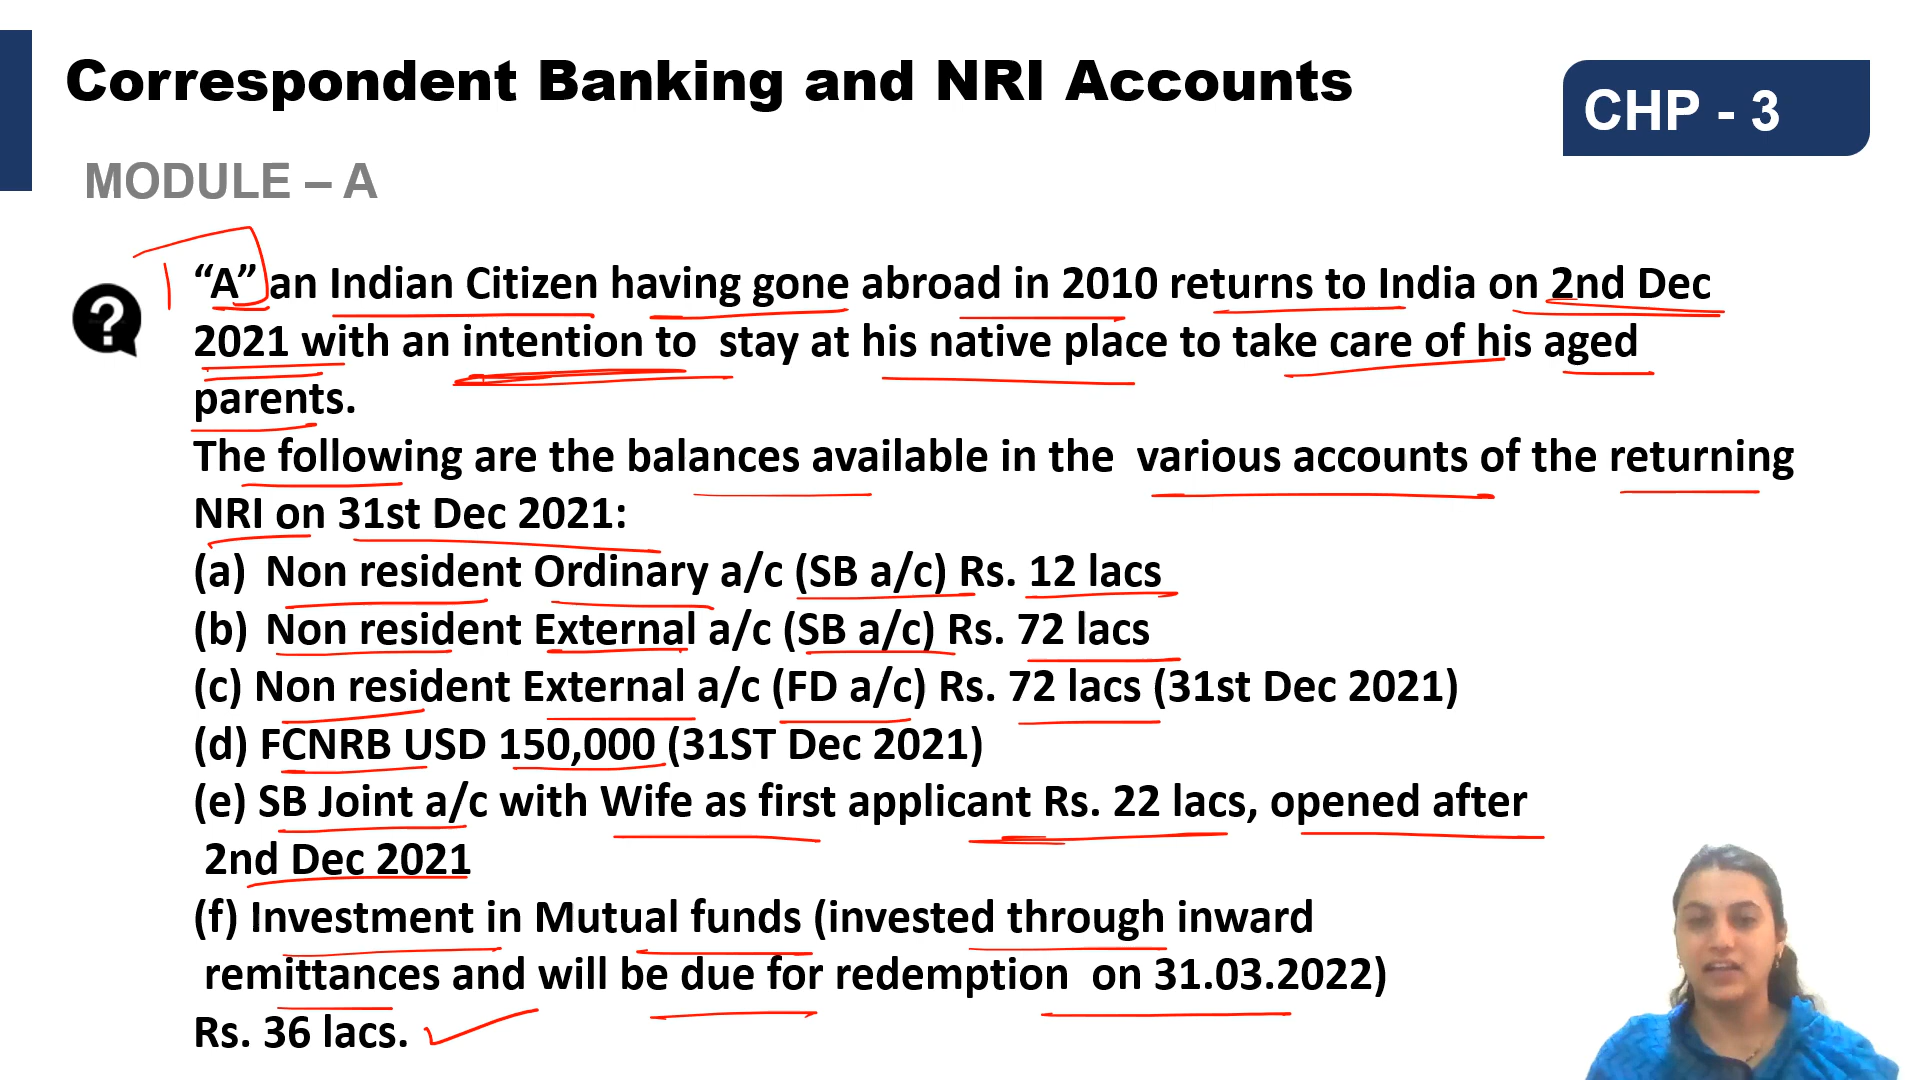 Correspondent Banking and NRI Accounts
CHP - 3
MODULE – A
“A” an Indian Citizen having gone abroad in 2010 returns to India on 2nd Dec
2021 with an intention to stay at his native place to take care of his aged
parents.
The following are the balances available in the various accounts of the returning
NRI on 31st Dec 2021:
(a) Non resident Ordinary a/c (SB a/c) Rs. 12 lacs
(b) Non resident External a/c (SB a/c) Rs. 72 lacs
(c) Non resident External a/c (FD a/c) Rs. 72 lacs (31st Dec 2021)
(d) FCNRB USD 150,000 (31ST Dec 2021)
(e) SB Joint a/c with Wife as first applicant Rs. 22 lacs, opened after
2nd Dec 2021
(f) Investment in Mutual funds (invested through inward
remittances and will be due for redemption on 31.03.2022)
Rs. 36 lacs.